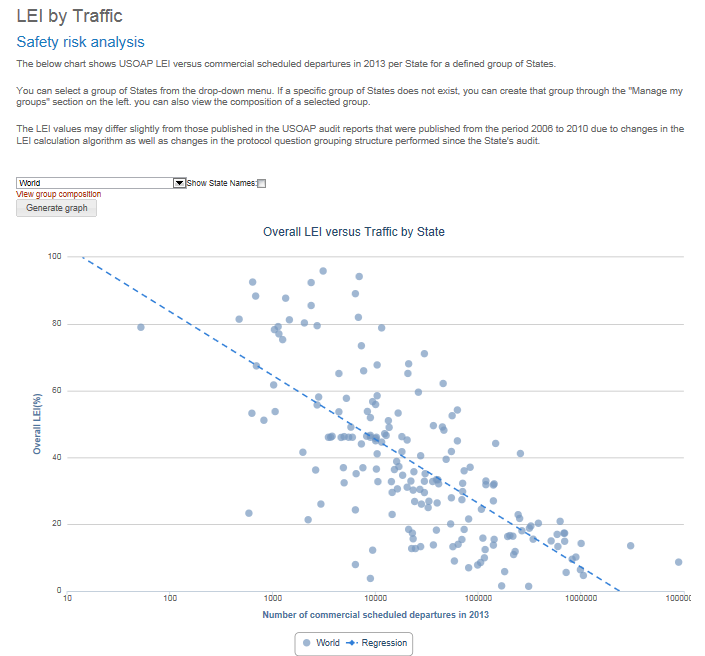 LEI by Traffic
Safety risk analysis
The below chart shows USOAP LEI versus commercial scheduled departures in 2013 per State for a defined group of States.
You can select a group of States from the drop-down menu. If a specific group of States does not exist, you can create that group through the "Manage my
groups" section on the left. you can also view the composition of a selected group.
The LEI values may differ slightly from those published in the USOAP audit reports that were published from the period 2006 to 2010 due to changes in the
LEI calculation algorithm as well as changes in the protocol question grouping structure performed since the State's audit.
World Show State Names:
View group composition
Generate graph
Overall LEI versus Traffic by State
100
80
60
40
20
0
Overall LEI(%)
10 100 1000 10000 100000 1000000 100000
Number of commercial scheduled departures in 2013
World Regression